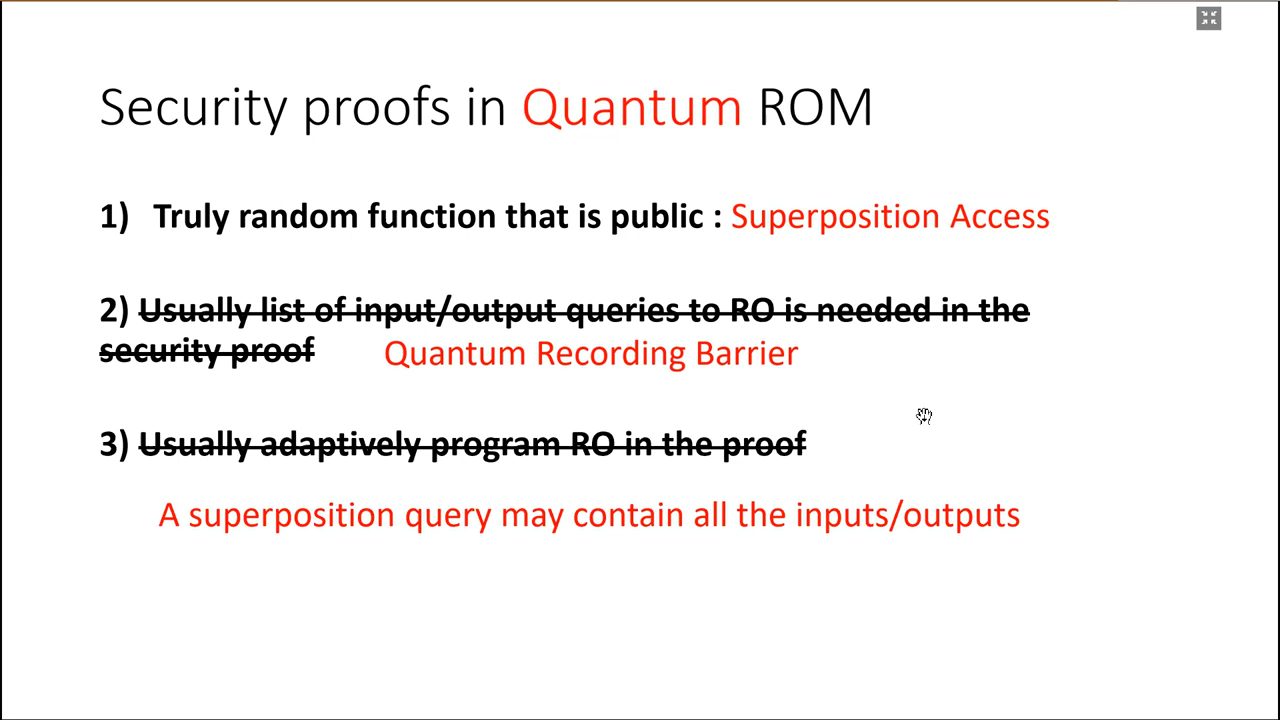 Security proofs in Quantum ROM
1) Truly random function that is public : Superposition Access
2) Usually list of input/output queries to RO is needed in the
security proof Quantum Recording Barrier
3) Usually adaptively program RO in the proof
A superposition query may contain all the inputs/outputs